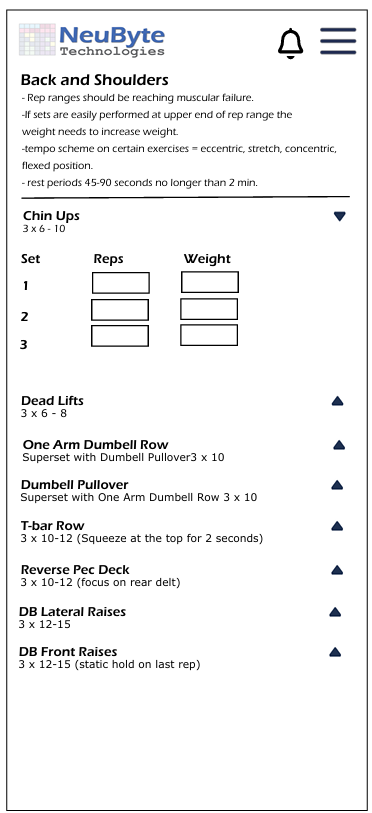 NeuByte
Technologies
Back and Shoulders
- Rep ranges should be reaching muscular failure.
-If sets are easily performed at upper end of rep range the
weight needs to increase weight.
-tempo scheme on certain exercises = eccentric, stretch, concentric,
flexed position.
- rest periods 45-90 seconds no longer than 2 min.
Chin Ups
3 x 6 - 10
Set Reps Weight
1
2
3
Dead Lifts
3 x 6 - 8
One Arm Dumbell Row
Superset with Dumbell Pullover3 x 10
Dumbell Pullover
Superset with One Arm Dumbell Row 3 x 10
T-bar Row
3 x 10-12 (Squeeze at the top for 2 seconds)
Reverse Pec Deck
3 x 10-12 (focus on rear delt)
DB Lateral Raises
3 x 12-15
DB Front Raises
3 x 12-15 (static hold on last rep)